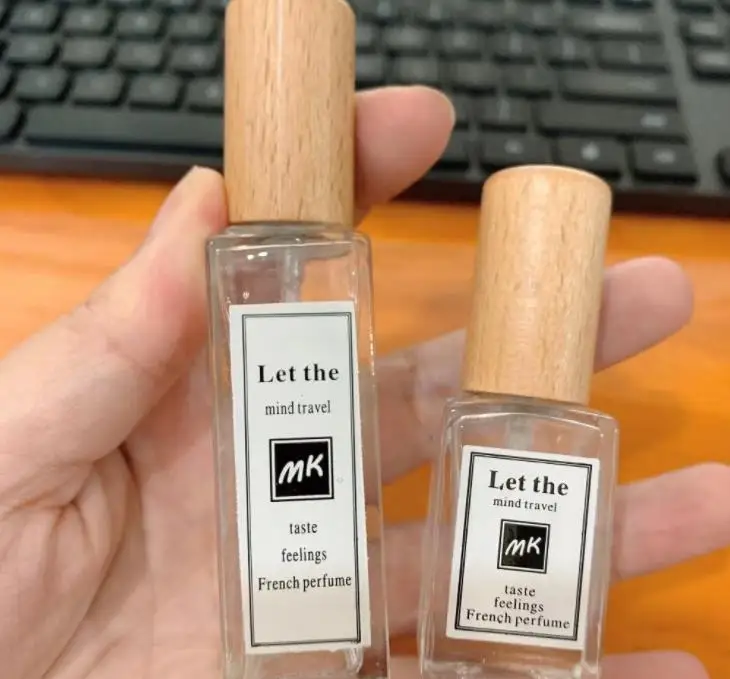 Let the
mind travel
MK
taste
feelings
French perfume
Let the
mind travel
MK
taste
feelings
French perfume